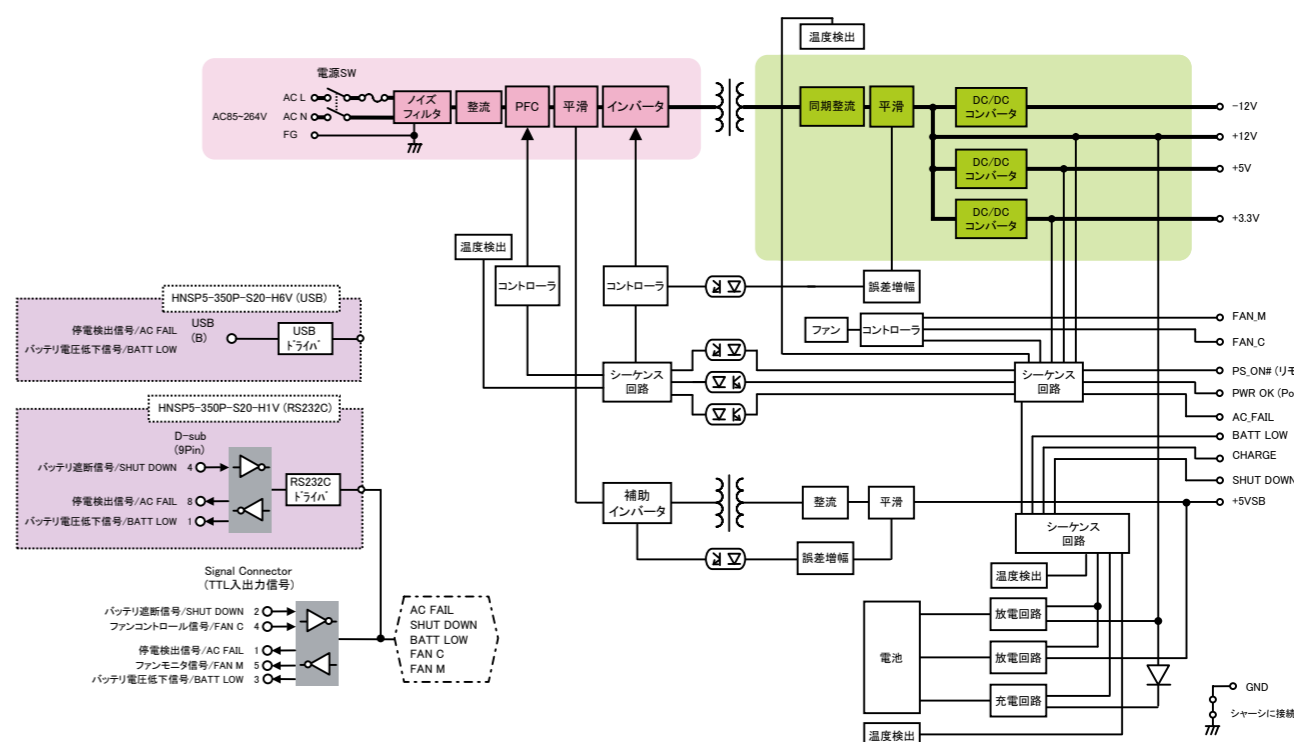 温度検出
電源SW
AC L
AC N
FG
AC85~264V
ノイズ
フィルタ
整流
PFC
平滑
インバータ
同期整流
平滑
DC/DC
コンバータ
DC/DC
コンバータ
DC/DC
コンバータ
-12V
+12V
+5V
+3.3V
温度検出
コントローラ
コントローラ
誤差増幅
ファン
コントローラ
FAN_M
FAN_C
シーケンス
回路
シーケンス
回路
PS_ON# (リモ
PWR OK (Po
AC_FAIL
BATT LOW
CHARGE
SHUT DOWN
+5VSB
補助
インバータ
整流
平滑
誤差増幅
シーケンス
回路
温度検出
電池
放電回路
放電回路
充電回路
温度検出
GND
シャーシに接続
HNSP5-350P-S20-H6V (USB)
停電検出信号/AC FAIL
バッテリ電圧低下信号/BATT LOW
USB
(B)
USB
ドライバ
HNSP5-350P-S20-H1V (RS232C)
D-sub
(9Pin)
バッテリ遮断信号/SHUT DOWN 4
停電検出信号/AC FAIL 8
バッテリ電圧低下信号/BATT LOW 1
RS232C
ドライバ
Signal Connector
(TTL入出力信号)
バッテリ遮断信号/SHUT DOWN 2
ファンコントロール信号/FAN C 4
停電検出信号/AC FAIL 1
ファンモニタ信号/FAN M 5
バッテリ電圧低下信号/BATT LOW 3
AC FAIL
SHUT DOWN
BATT LOW
FAN C
FAN M